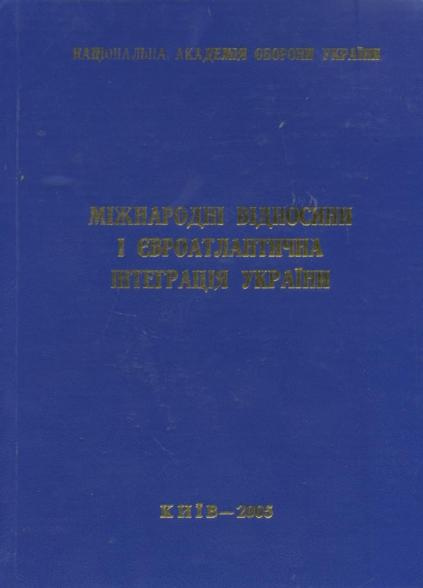 НАЦІОНАЛЬНА АКАДЕМІЯ ОБОРОНИ УКРАЇНИ
МІЖНАРОДНІ ВІДНОСИНИ
І ЄВРОАТЛАНТИЧНА
ІНТЕГРАЦІЯ УКРАЇНИ
КИЇВ—2005